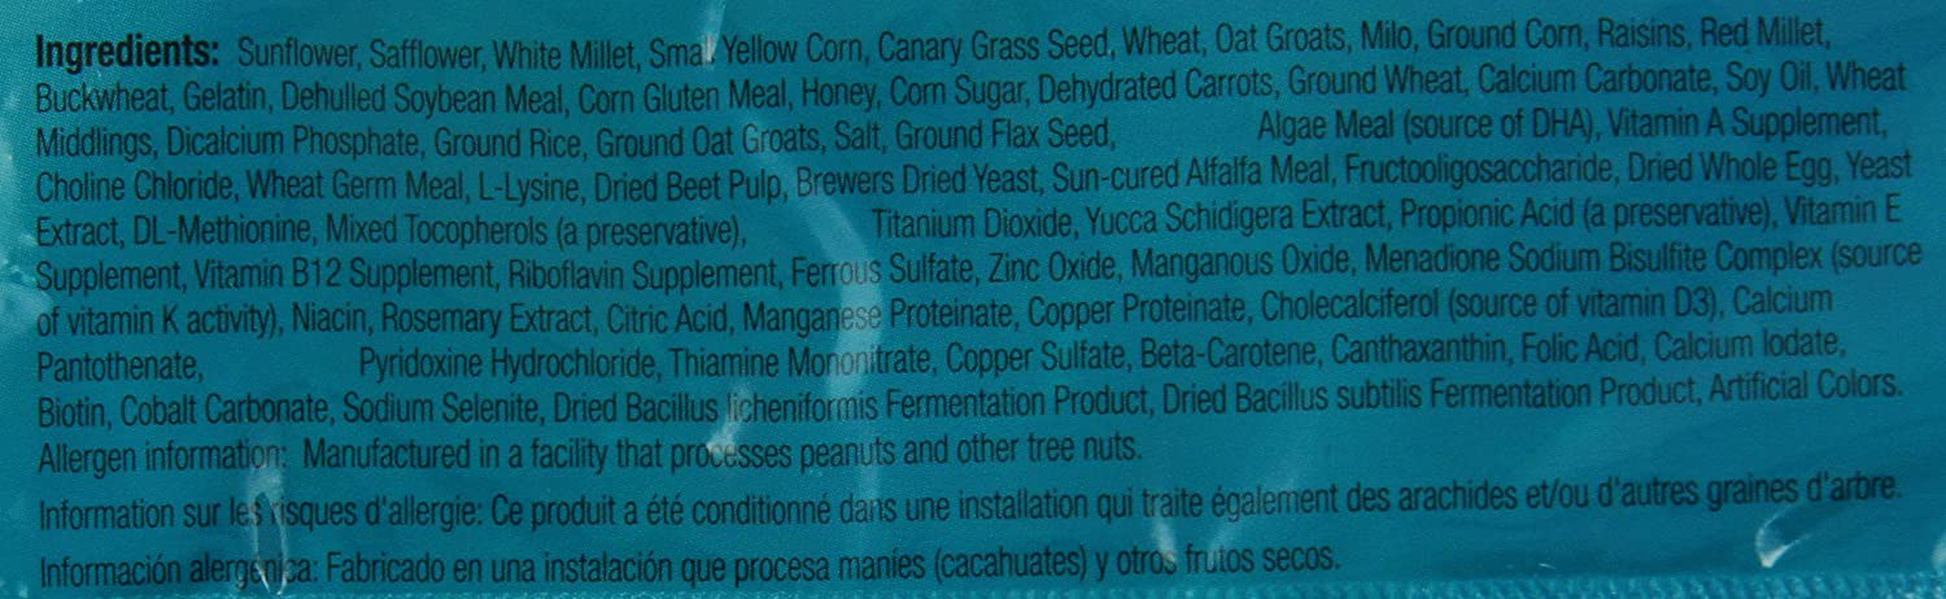 Ingredients: Sunflower, Safflower, White Millet, Small Yellow Corn, Canary Grass Seed, Wheat, Oat Groats, Milo, Ground Corn, Raisins, Red Millet,
Buckwheat, Gelatin, Dehulled Soybean Meal, Corn Gluten Meal, Honey, Corn Sugar, Dehydrated Carrots, Ground Wheat, Calcium Carbonate, Soy Oil, Wheat
Middlings, Dicalcium Phosphate, Ground Rice, Ground Oat Groats, Salt, Ground Flax Seed, Algae Meal (source of DHA), Vitamin A Supplement,
Choline Chloride, Wheat Germ Meal, L-Lysine, Dried Beet Pulp, Brewers Dried Yeast, Sun-cured Alfalfa Meal, Fructooligosaccharide, Dried Whole Egg, Yeast
Extract, DL-Methionine, Mixed Tocopherols (a preservative), Titanium Dioxide, Yucca Schidigera Extract, Propionic Acid (a preservative), Vitamin E
Supplement, Vitamin B12 Supplement, Riboflavin Supplement, Ferrous Sulfate, Zinc Oxide, Manganous Oxide, Menadione Sodium Bisulfite Complex (source
of vitamin K activity), Niacin, Rosemary Extract, Citric Acid, Manganese Proteinate, Copper Proteinate, Cholecalciferol (source of vitamin D3), Calcium
Pantothenate, Pyridoxine Hydrochloride, Thiamine Mononitrate, Copper Sulfate, Beta-Carotene, Canthaxanthin, Folic Acid, Calcium Iodate,
Biotin, Cobalt Carbonate, Sodium Selenite, Dried Bacillus licheniformis Fermentation Product, Dried Bacillus subtilis Fermentation Product, Artificial Colors.
Allergen information: Manufactured in a facility that processes peanuts and other tree nuts.
Information sur les risques d'allergie: Ce produit a été conditionné dans une installation qui traite également des arachides et/ou d'autres graines d'arbre.
Información alergénica: Fabricado en una instalación que procesa maníes (cacahuates) y otros frutos secos.